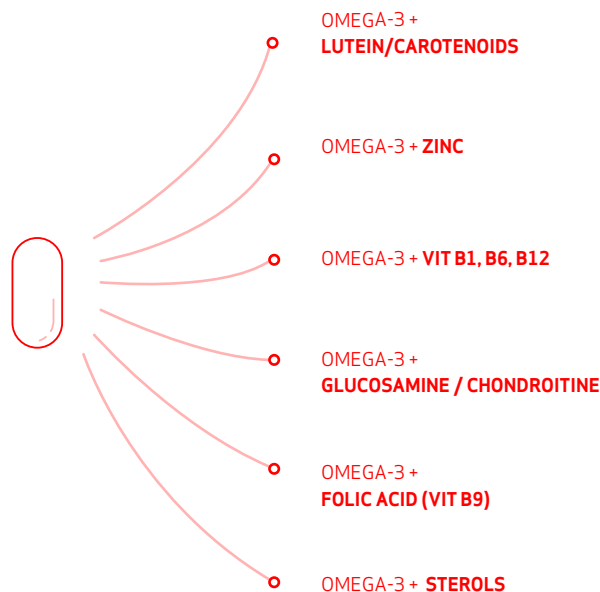 OMEGA-3 +
LUTEIN/CAROTENOIDS
OMEGA-3 + ZINC
OMEGA-3 + VIT B1, B6, B12
OMEGA-3 +
GLUCOSAMINE / CHONDROITINE
OMEGA-3 +
FOLIC ACID (VIT B9)
OMEGA-3 + STEROLS